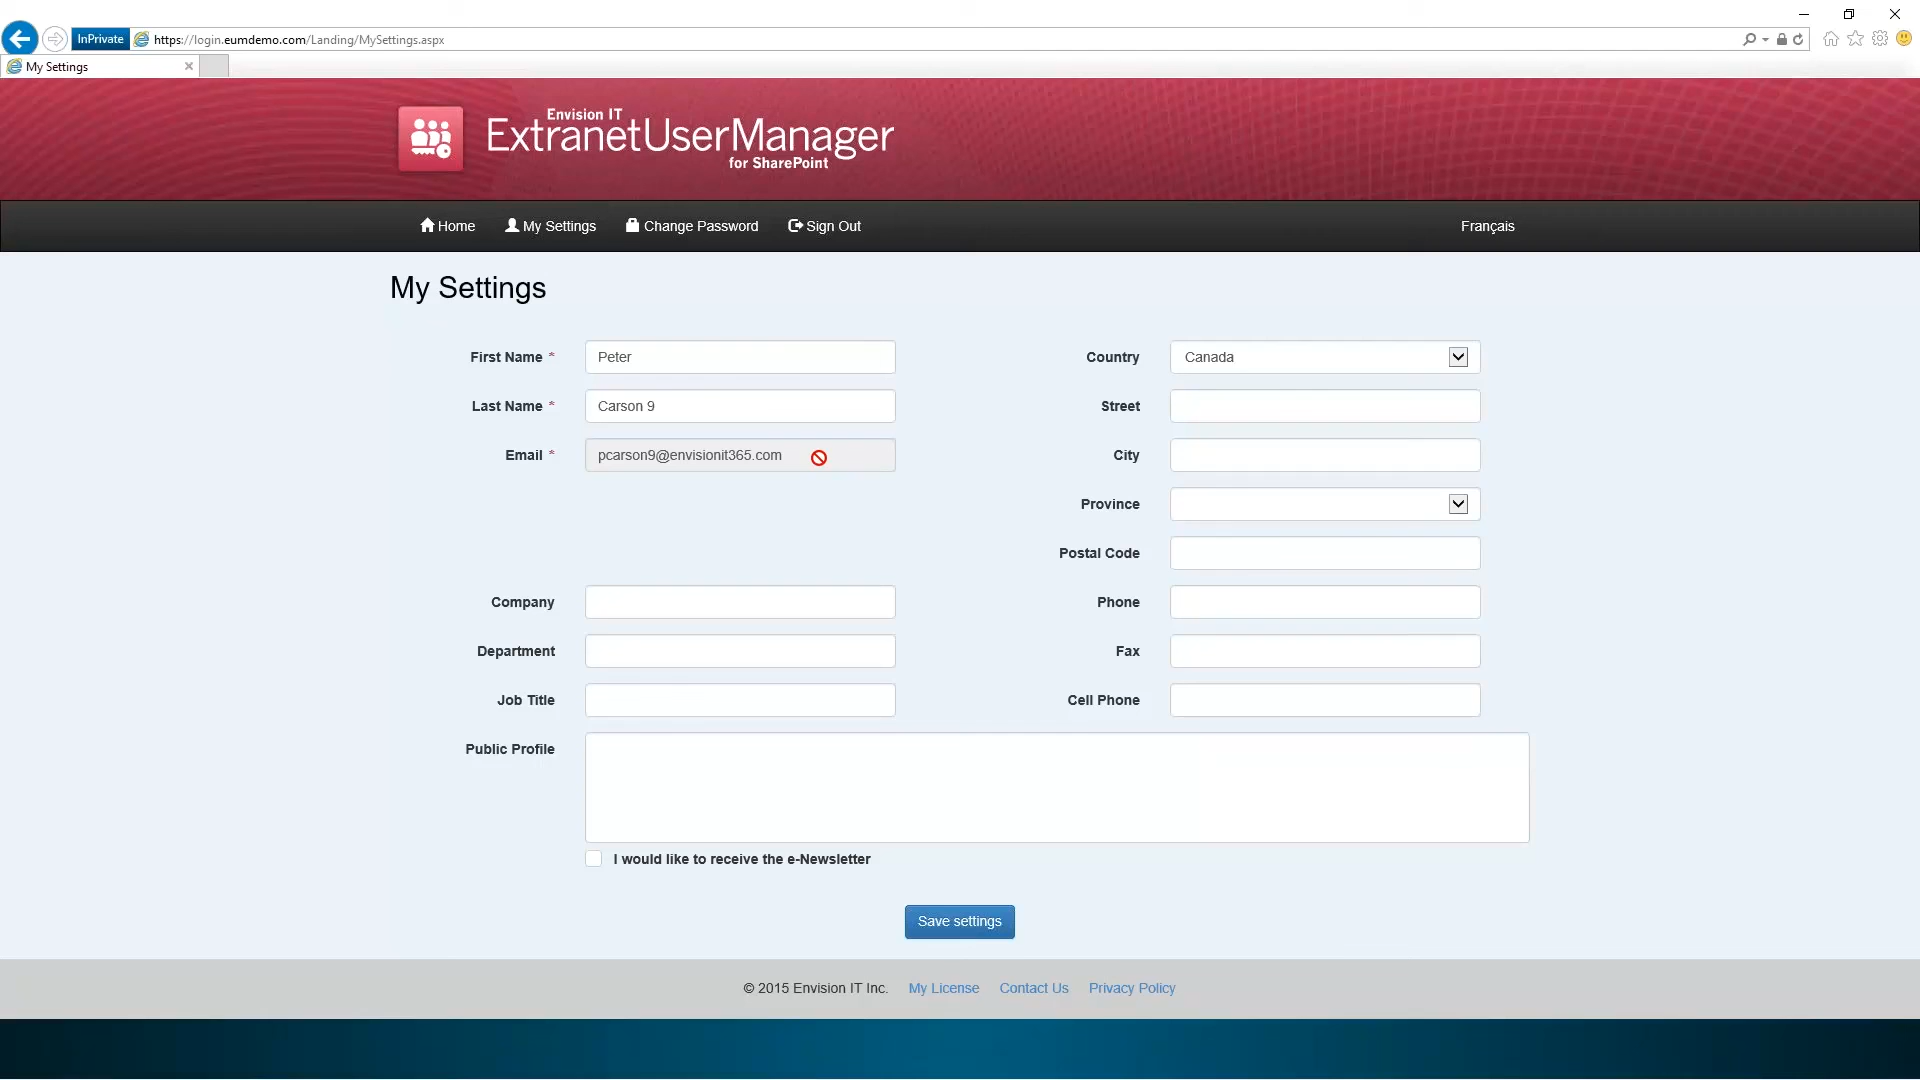 InPrivate
https://login.eumdemo.com/Landing/MySettings.aspx
My Settings
Envision IT
ExtranetUserManager
for SharePoint
Home
My Settings
Change Password
Sign Out
Français
My Settings
First Name *
Peter
Last Name *
Carson 9
Email *
pcarson9@envisionit365.com
Company
Department
Job Title
Country
Canada
Street
City
Province
Postal Code
Phone
Fax
Cell Phone
Public Profile
I would like to receive the e-Newsletter
Save settings
© 2015 Envision IT Inc.
My License
Contact Us
Privacy Policy